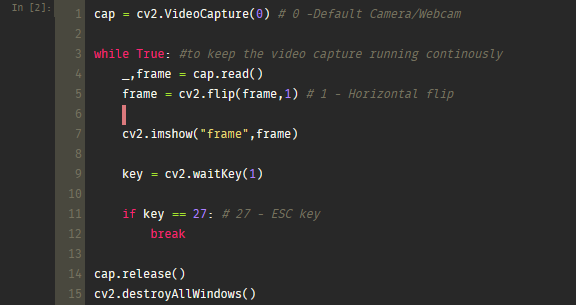 In [2]:
1 cap = cv2.VideoCapture(0) # 0 -Default Camera/Webcam
2
3 while True: #to keep the video capture running continously
4     _,frame = cap.read()
5     frame = cv2.flip(frame,1) # 1 - Horizontal flip
6
7     cv2.imshow("frame",frame)
8
9     key = cv2.waitKey(1)
10
11     if key == 27: # 27 - ESC key
12         break
13
14 cap.release()
15 cv2.destroyAllWindows()